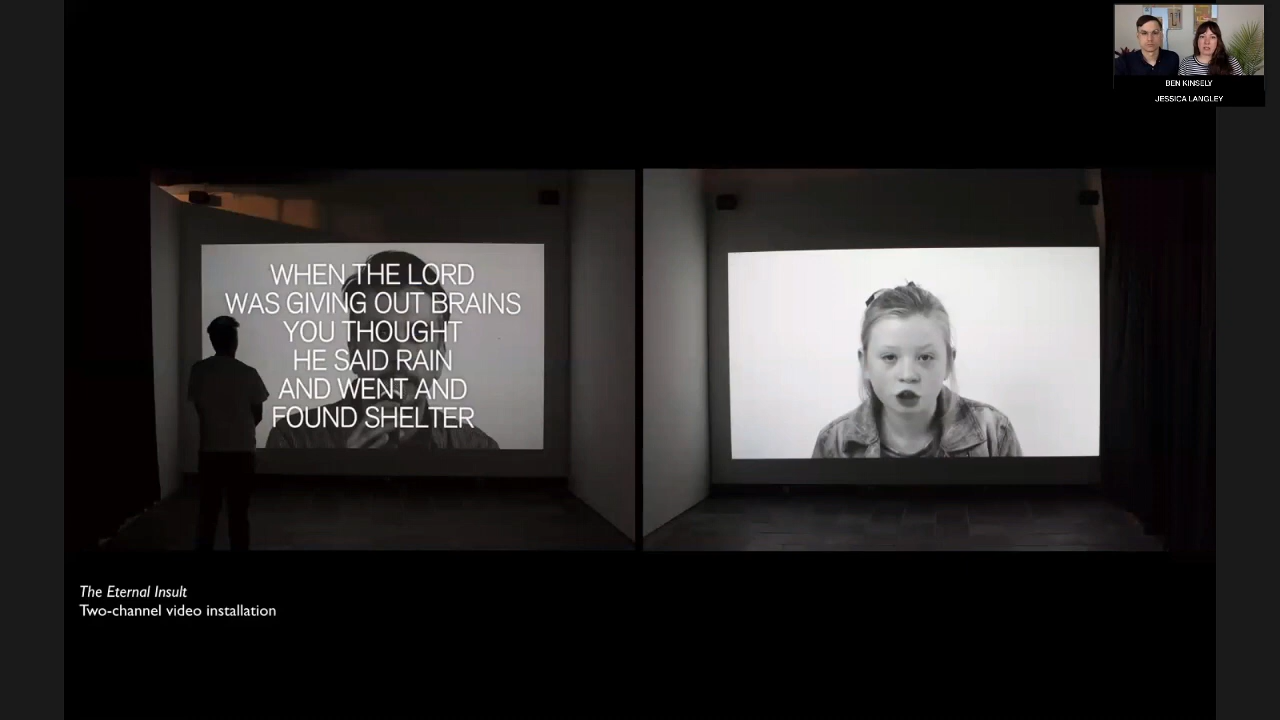 BEN KINSELY
JESSICA LANGLEY
WHEN THE LORD
WAS GIVING OUT BRAINS
YOU THOUGHT
HE SAID RAIN
AND WENT AND
FOUND SHELTER
The Eternal Insult
Two-channel video installation